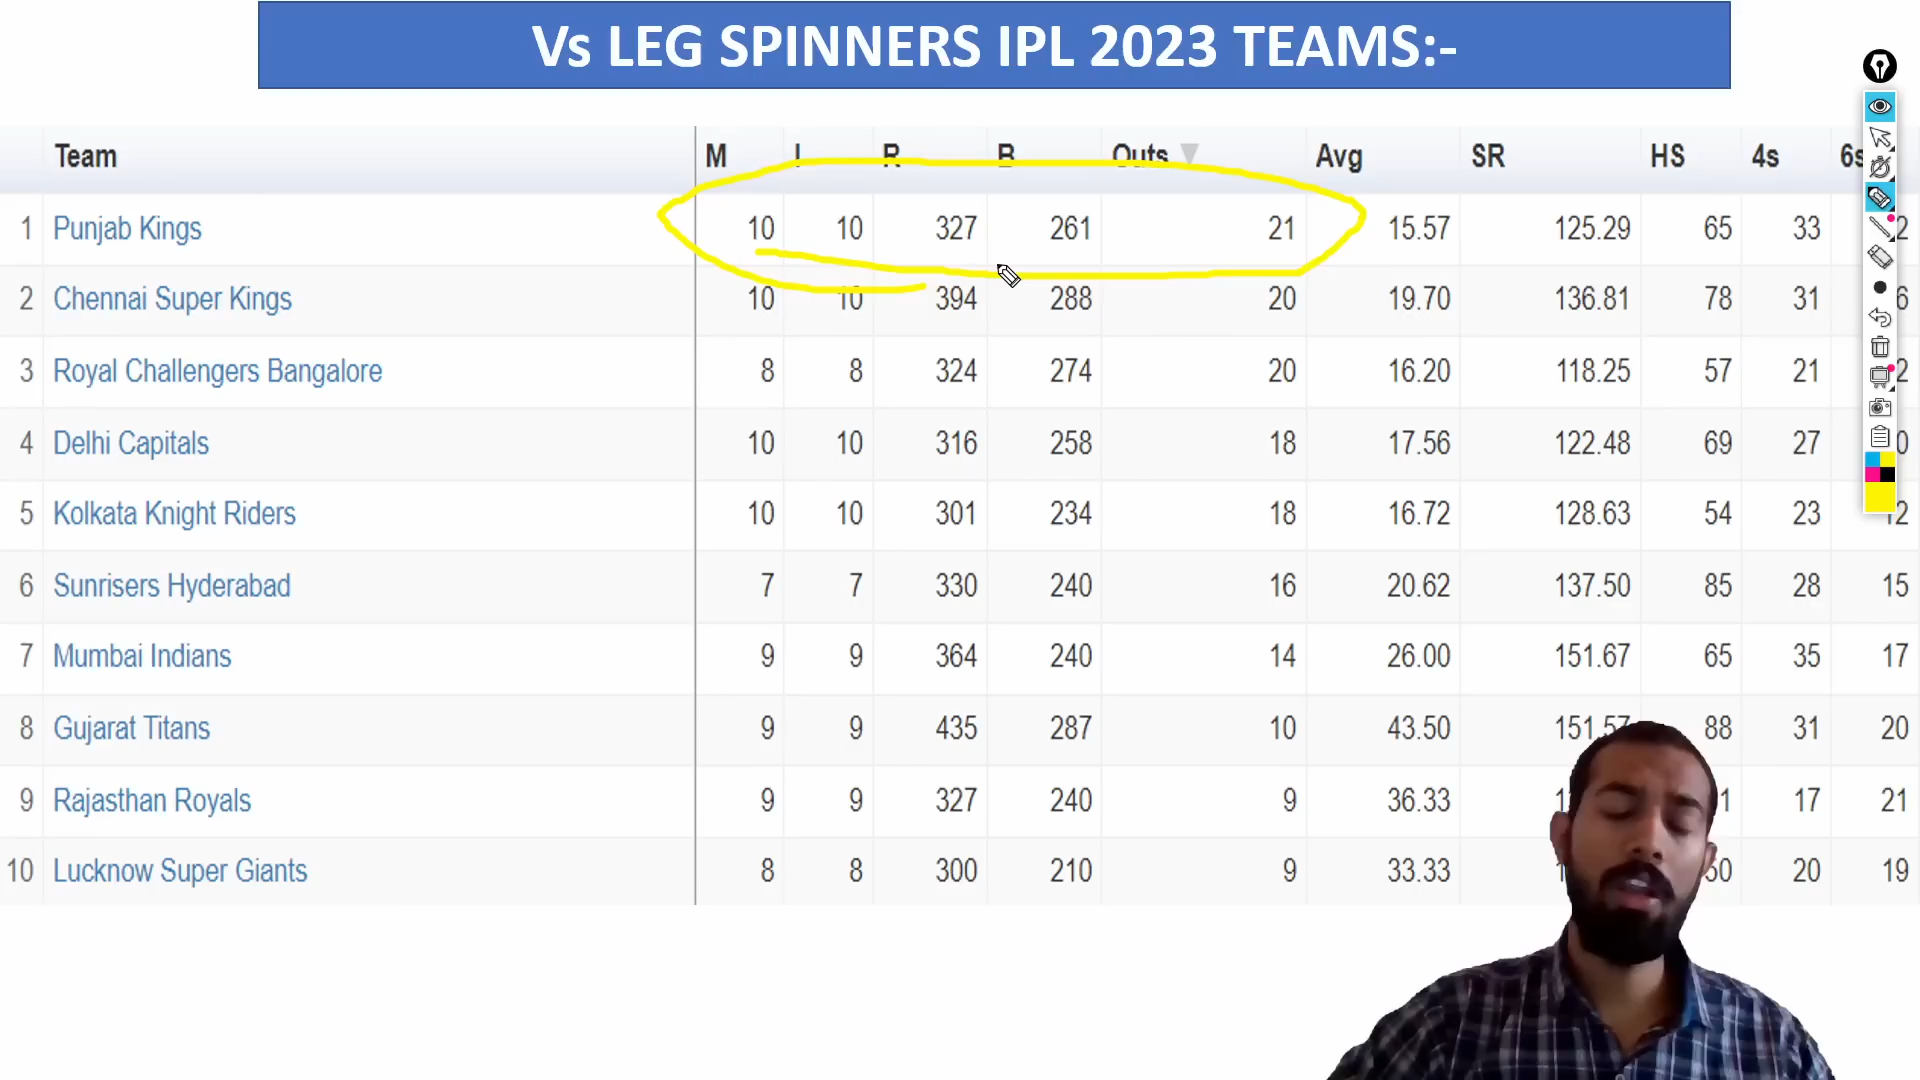 Vs LEG SPINNERS IPL 2023 TEAMS:-
Team M I R B Outs Avg SR HS 4s 6s
1 Punjab Kings 10 10 327 261 21 15.57 125.29 65 33
2 Chennai Super Kings 10 10 394 288 20 19.70 136.81 78 31
3 Royal Challengers Bangalore 8 8 324 274 20 16.20 118.25 57 21
4 Delhi Capitals 10 10 316 258 18 17.56 122.48 69 27
5 Kolkata Knight Riders 10 10 301 234 18 16.72 128.63 54 23 12
6 Sunrisers Hyderabad 7 7 330 240 16 20.62 137.50 85 28 15
7 Mumbai Indians 9 9 364 240 14 26.00 151.67 65 35 17
8 Gujarat Titans 9 9 435 287 10 43.50 151.57 88 31 20
9 Rajasthan Royals 9 9 327 240 9 36.33 17 21
10 Lucknow Super Giants 8 8 300 210 9 33.33 20 19